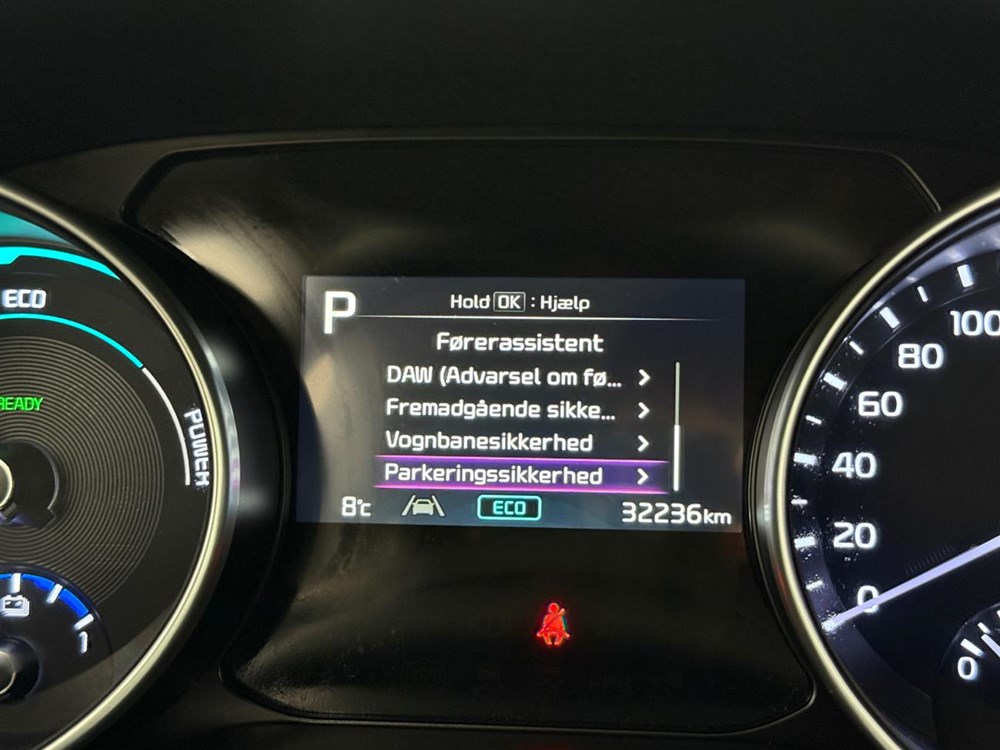 P
Hold OK : Hjælp
Førerassistent
DAW (Advarsel om fø... >
Fremadgående sikke... >
Vognbanesikkerhed >
Parkeringssikkerhed >
8°c ECO 32236km
ECO
READY
POWER
100
80
60
40
20
0
0